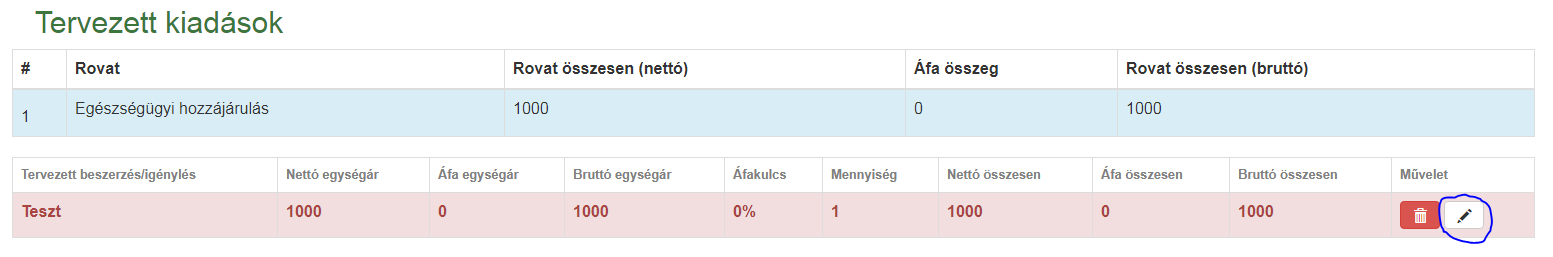 Tervezett kiadások
# Rovat Rovat összesen (nettó) Áfa összeg Rovat összesen (bruttó)
1 Egészségügyi hozzájárulás 1000 0 1000
Tervezett beszerzés/igénylés Nettó egységár Áfa egységár Bruttó egységár Áfakulcs Mennyiség Nettó összesen Áfa összesen Bruttó összesen Művelet
Teszt 1000 0 1000 0% 1 1000 0 1000